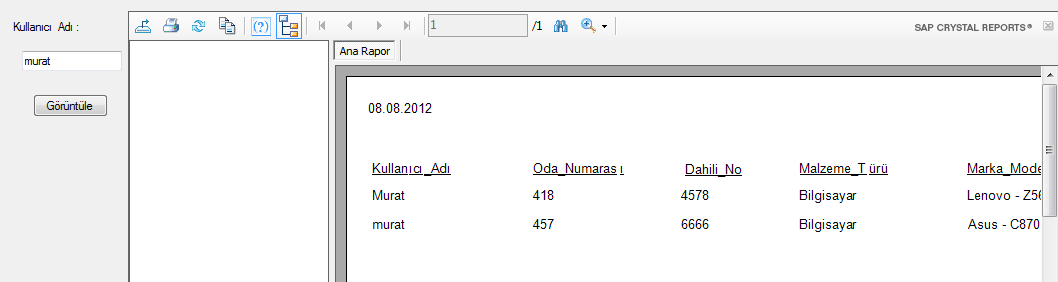 Kullanıcı Adı :
murat
Görüntüle
1 /1
SAP CRYSTAL REPORTS®
Ana Rapor
08.08.2012
Kullanıcı_Adı Oda_Numarası Dahili_No Malzeme_Türü Marka_Mode
Murat 418 4578 Bilgisayar Lenovo - Z56
murat 457 6666 Bilgisayar Asus - C870